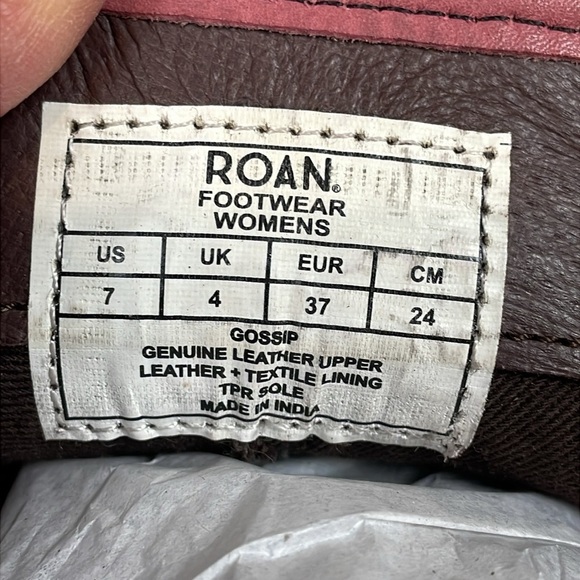 ROAN®
FOOTWEAR
WOMENS
US UK EUR CM
7 4 37 24
GOSSIP
GENUINE LEATHER UPPER
LEATHER + TEXTILE LINING
TPR SOLE
MADE IN INDIA